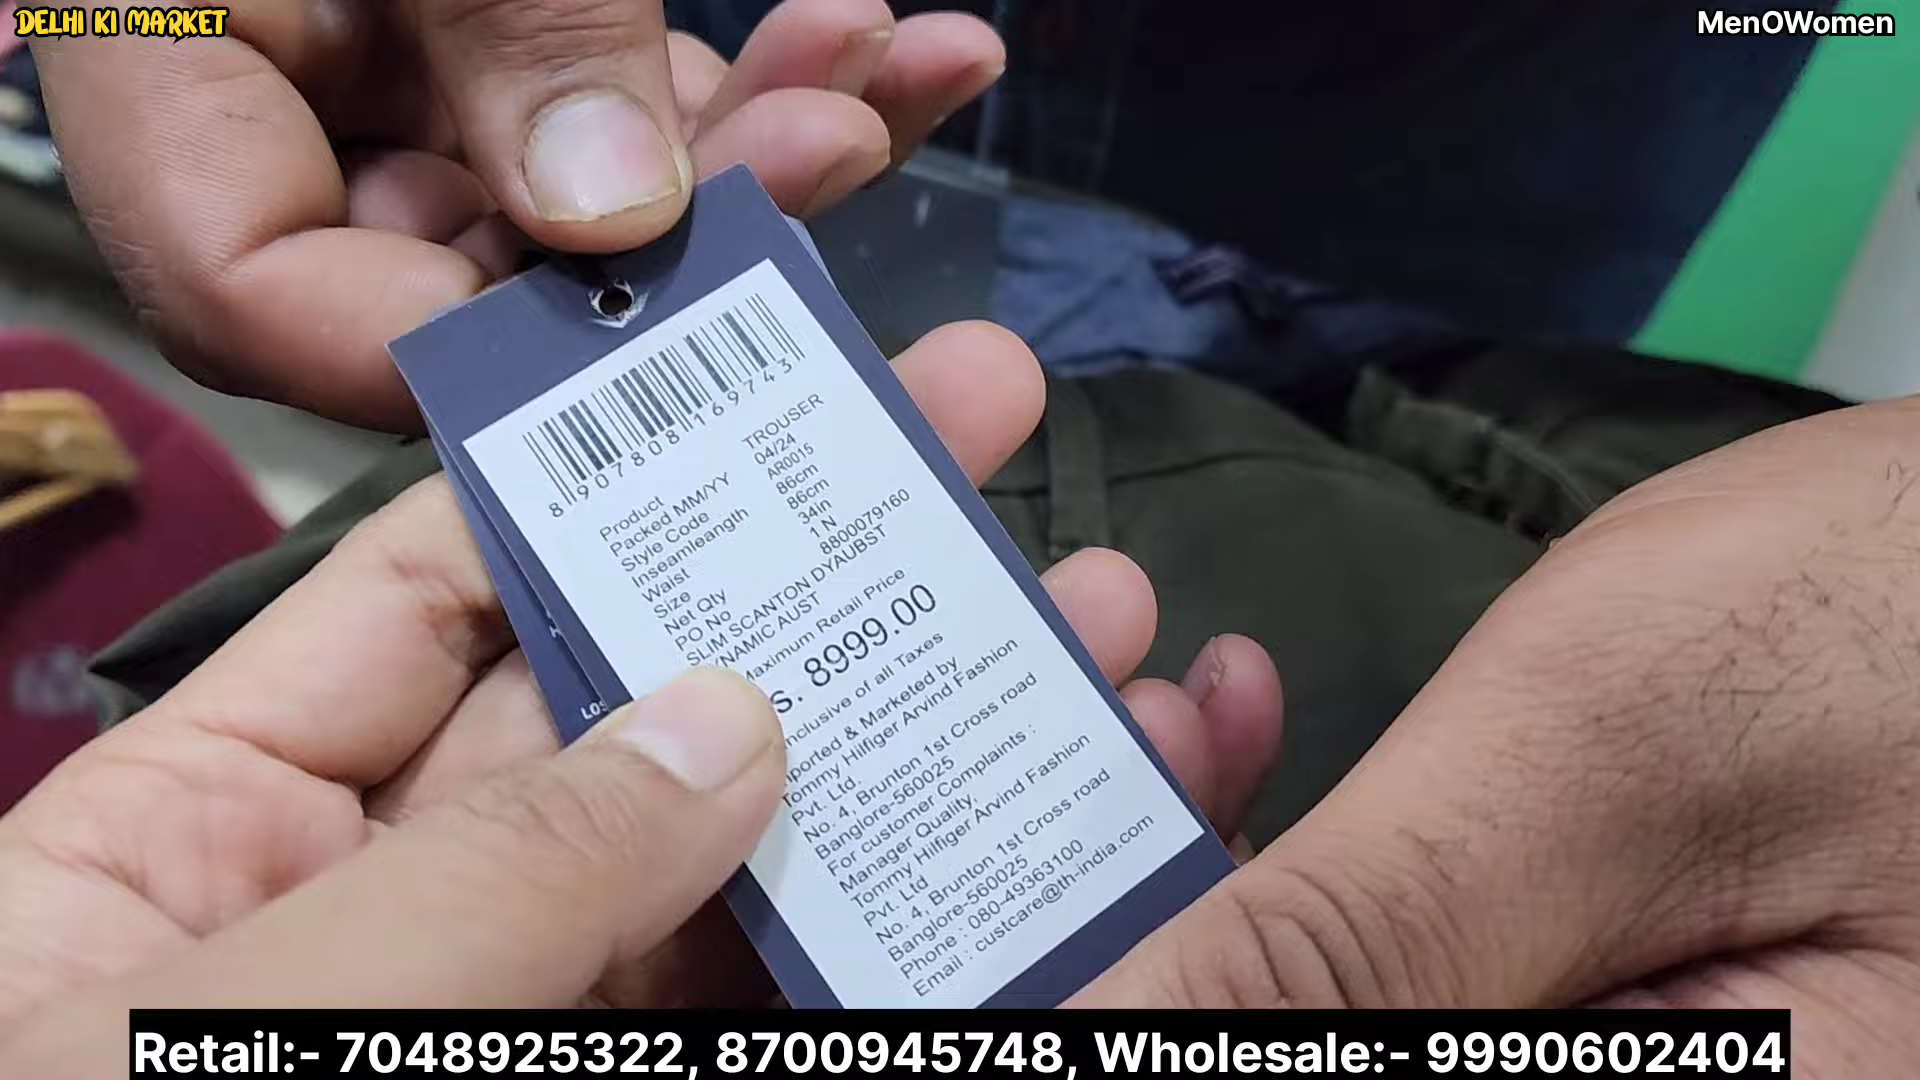 DELHI KI MARKET
MenOWomen
8907808169743
Product TROUSER
Packed MM/YY 04/24
Style Code AR0015
Inseamleangth 86cm
Waist 86cm
Size 34in
Net Qty 1 N
PO No 8800079160
SLIM SCANTON DYAUBST
YNAMIC AUST
Maximum Retail Price
s. 8999.00
nclusive of all Taxes
ported & Marketed by
Tommy Hilfiger Arvind Fashion
Pvt. Ltd.
No. 4, Brunton 1st Cross road
Banglore-560025
For customer Complaints :
Manager Quality,
Tommy Hilfiger Arvind Fashion
Pvt. Ltd
No. 4, Brunton 1st Cross road
Banglore-560025
Phone : 080-49363100
Email : custcare@th-india.com
Retail:- 7048925322, 8700945748, Wholesale:- 9990602404